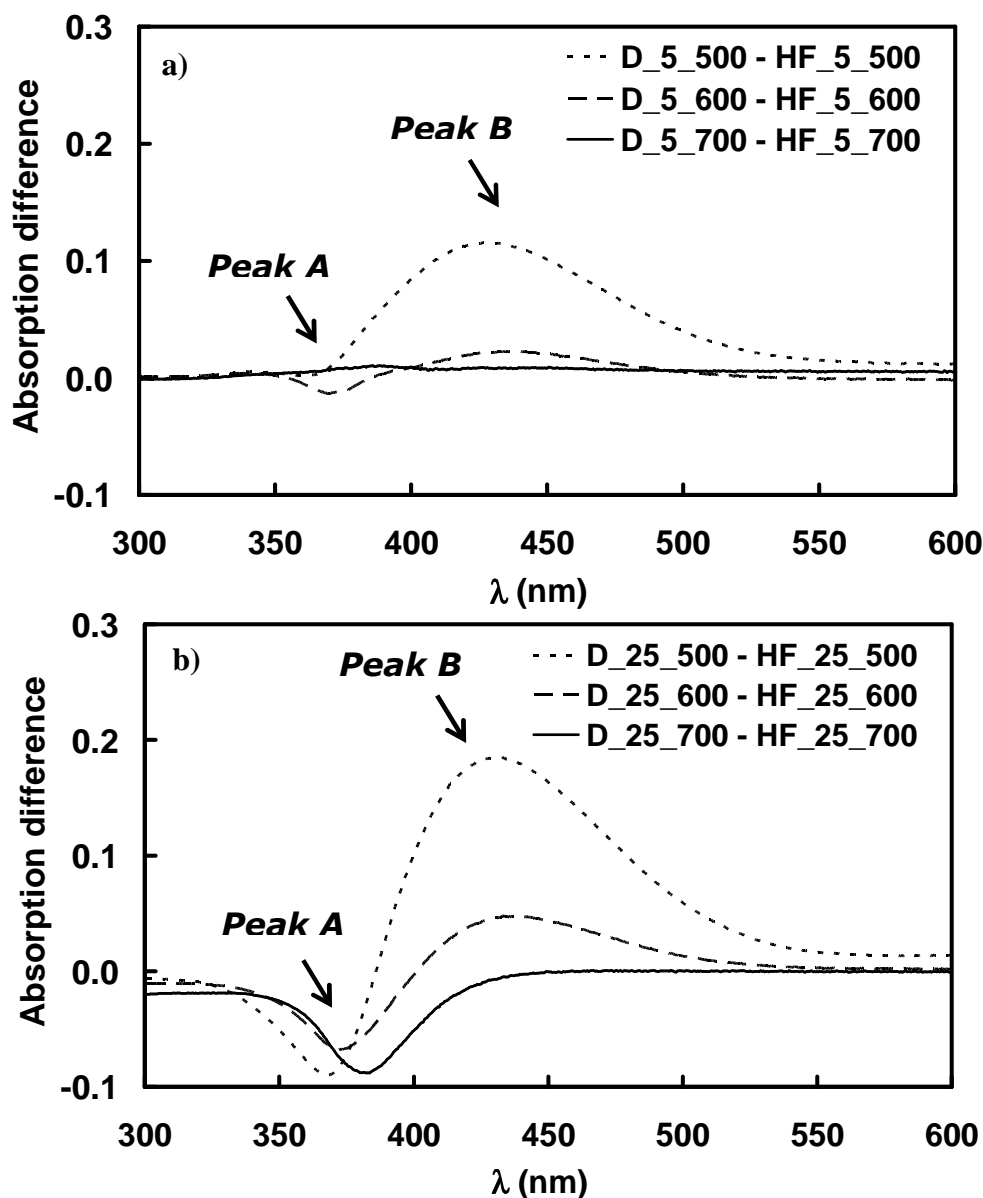 0.3
a)
D_5_500 - HF_5_500
D_5_600 - HF_5_600
D_5_700 - HF_5_700
0.2
Peak B
Absorption difference
0.1
Peak A
0.0
-0.1
300 350 400 450 500 550 600
λ (nm)
0.3
b)
D_25_500 - HF_25_500
D_25_600 - HF_25_600
D_25_700 - HF_25_700
Peak B
0.2
Absorption difference
0.1
Peak A
0.0
-0.1
300 350 400 450 500 550 600
λ (nm)